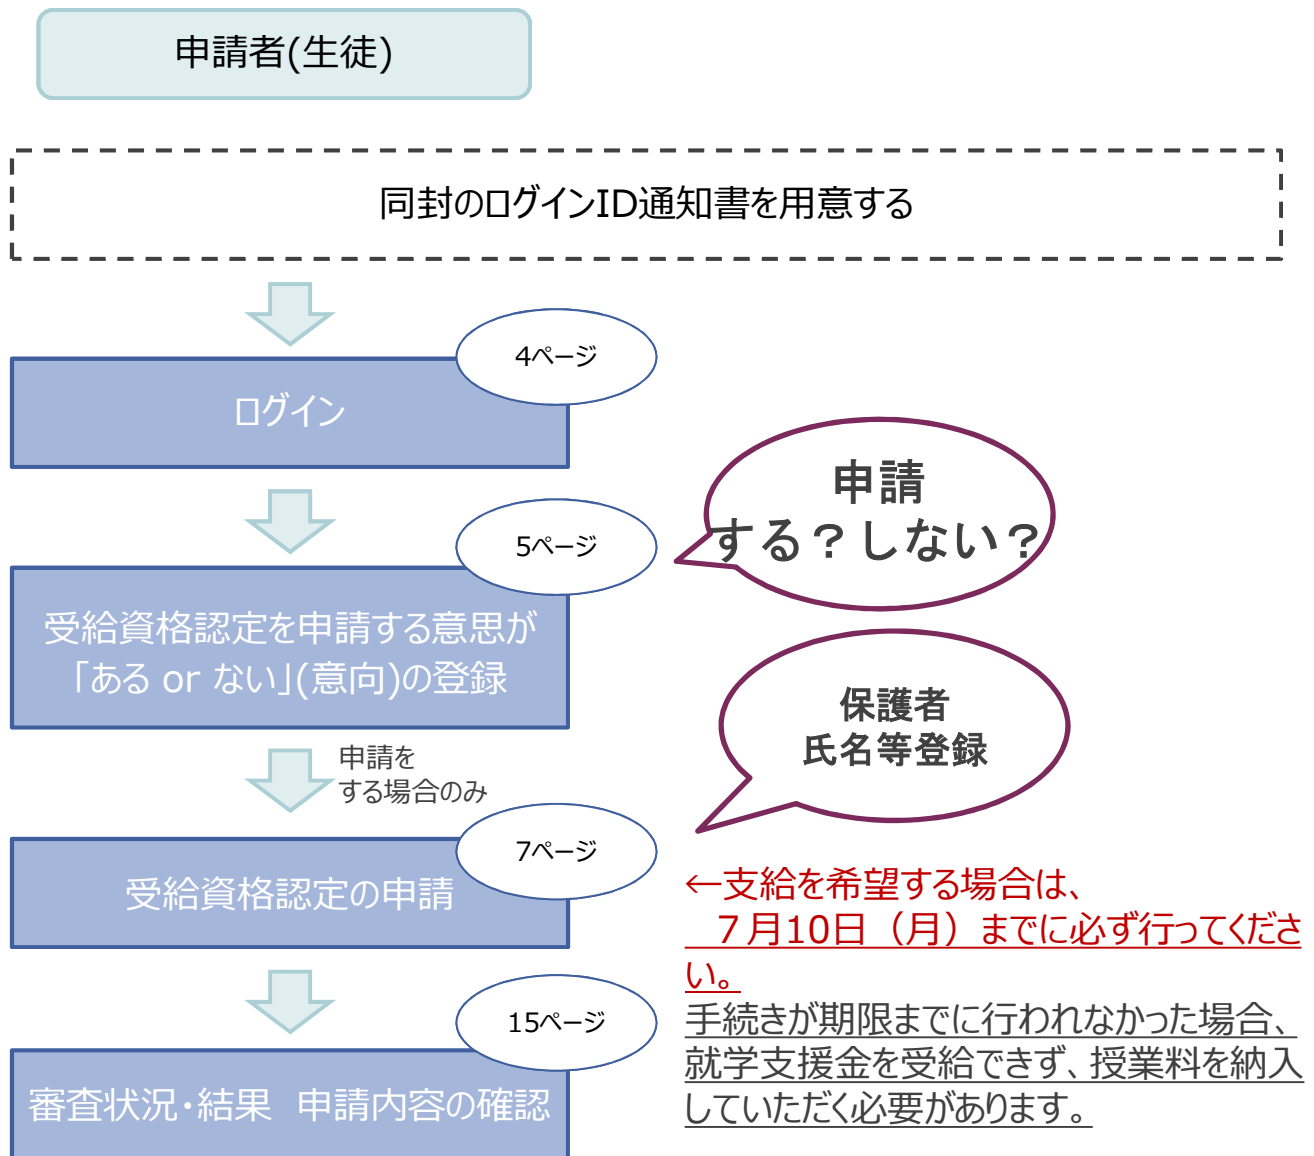 申請者(生徒)
同封のログインID通知書を用意する
4ページ
ログイン
申請
する？しない？
5ページ
受給資格認定を申請する意思が
「ある or ない」(意向)の登録
保護者
氏名等登録
申請を
する場合のみ
7ページ
受給資格認定の申請
←支給を希望する場合は、
７月10日（月）までに必ず行ってくださ
い。
手続きが期限までに行われなかった場合、
就学支援金を受給できず、授業料を納入
していただく必要があります。
15ページ
審査状況・結果　申請内容の確認